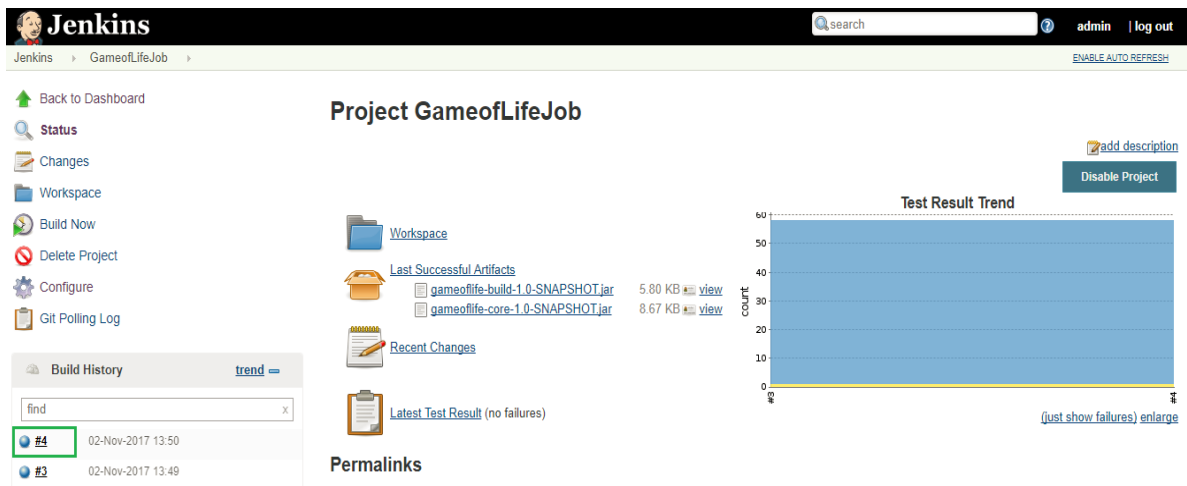 Jenkins
search
admin | log out
Jenkins GameofLifeJob
ENABLE AUTO REFRESH
Back to Dashboard
Status
Changes
Workspace
Build Now
Delete Project
Configure
Git Polling Log
Build History trend
find x
#4 02-Nov-2017 13:50
#3 02-Nov-2017 13:49
Project GameofLifeJob
add description
Disable Project
Workspace
Last Successful Artifacts
gameoflife-build-1.0-SNAPSHOT.jar 5.80 KB view
gameoflife-core-1.0-SNAPSHOT.jar 8.67 KB view
Recent Changes
Latest Test Result (no failures)
Permalinks
Test Result Trend
count
60
50
40
30
20
10
0
#3
#4
(just show failures) enlarge